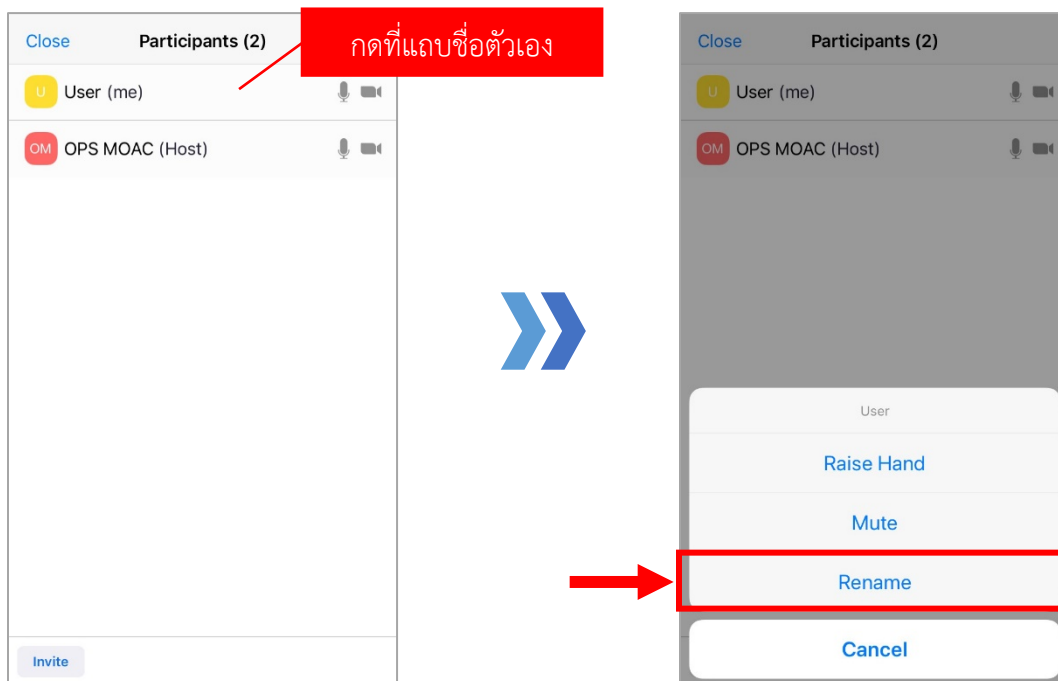 Close Participants (2)
กดที่แถบชื่อตัวเอง
U User (me)
OM OPS MOAC (Host)
Invite
Close Participants (2)
U User (me)
OM OPS MOAC (Host)
User
Raise Hand
Mute
Rename
Cancel